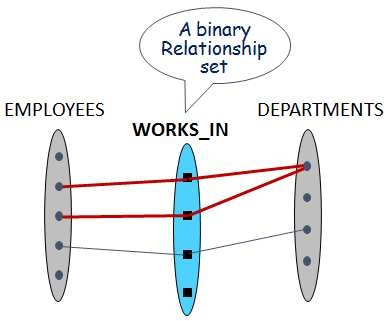 A binary
Relationship
set
EMPLOYEES
DEPARTMENTS
WORKS_IN